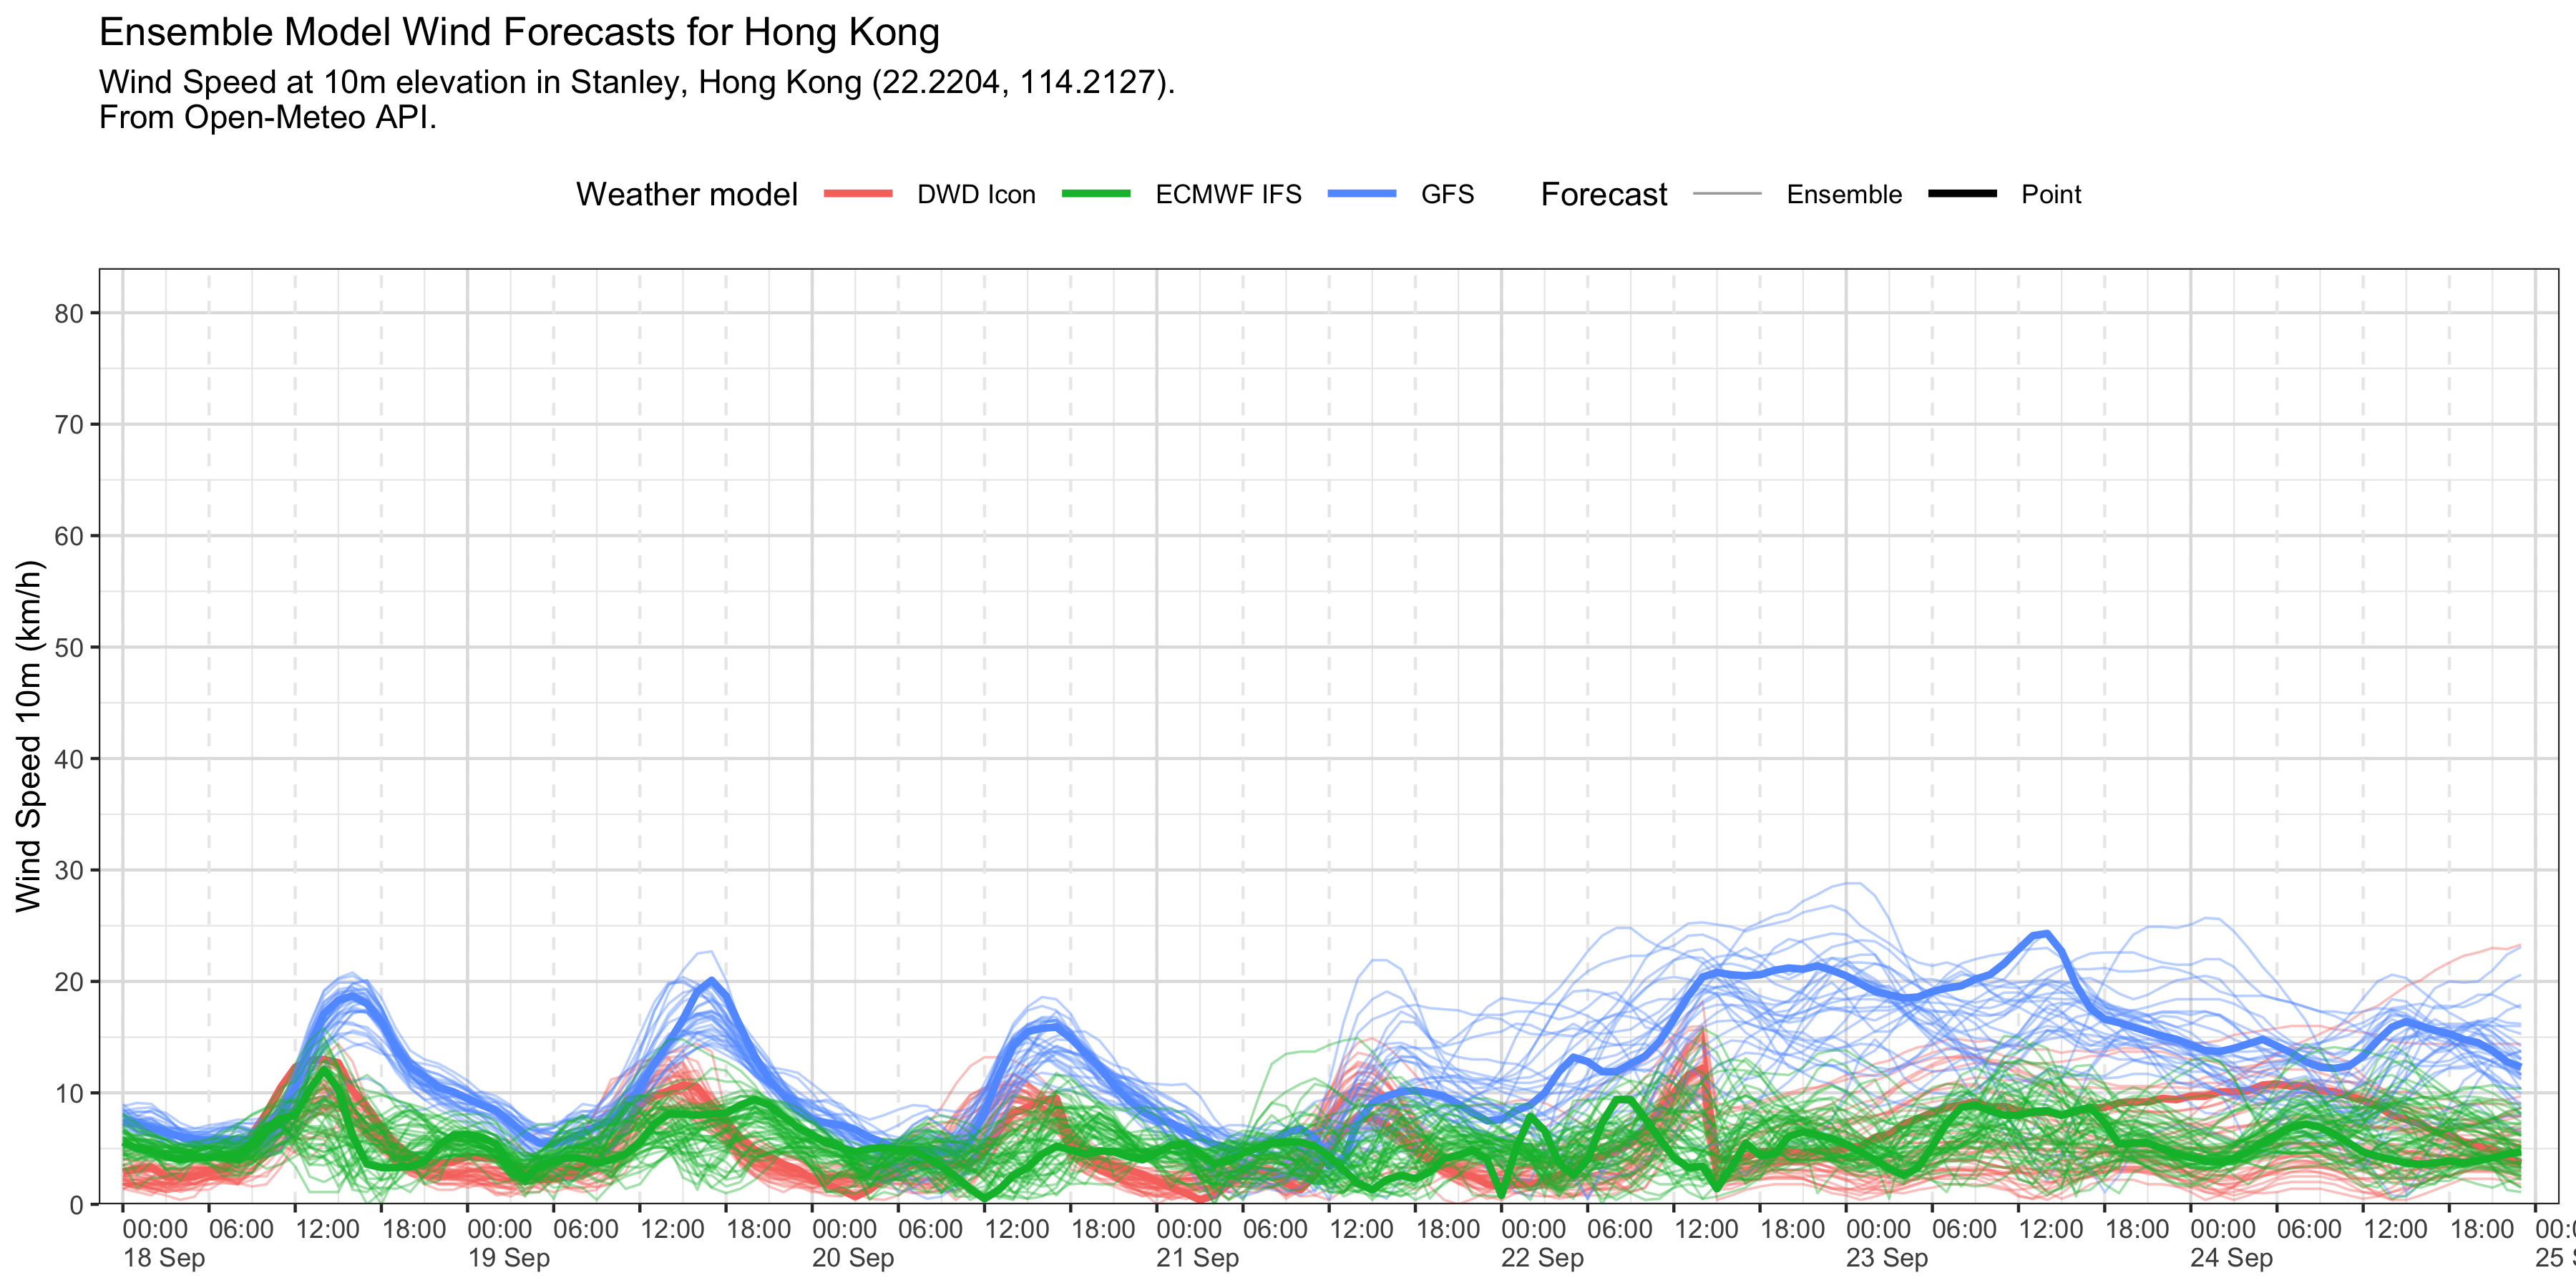 Ensemble Model Wind Forecasts for Hong Kong
Wind Speed at 10m elevation in Stanley, Hong Kong (22.2204, 114.2127).
From Open-Meteo API.
Weather model DWD Icon ECMWF IFS GFS Forecast Ensemble Point
Wind Speed 10m (km/h)
80
70
60
50
40
30
20
10
0
00:00 06:00 12:00 18:00 00:00 06:00 12:00 18:00 00:00 06:00 12:00 18:00 00:00 06:00 12:00 18:00 00:00 06:00 12:00 18:00 00:00 06:00 12:00 18:00 00:00 06:00 12:00 18:00
18 Sep 19 Sep 20 Sep 21 Sep 22 Sep 23 Sep 24 Sep 25